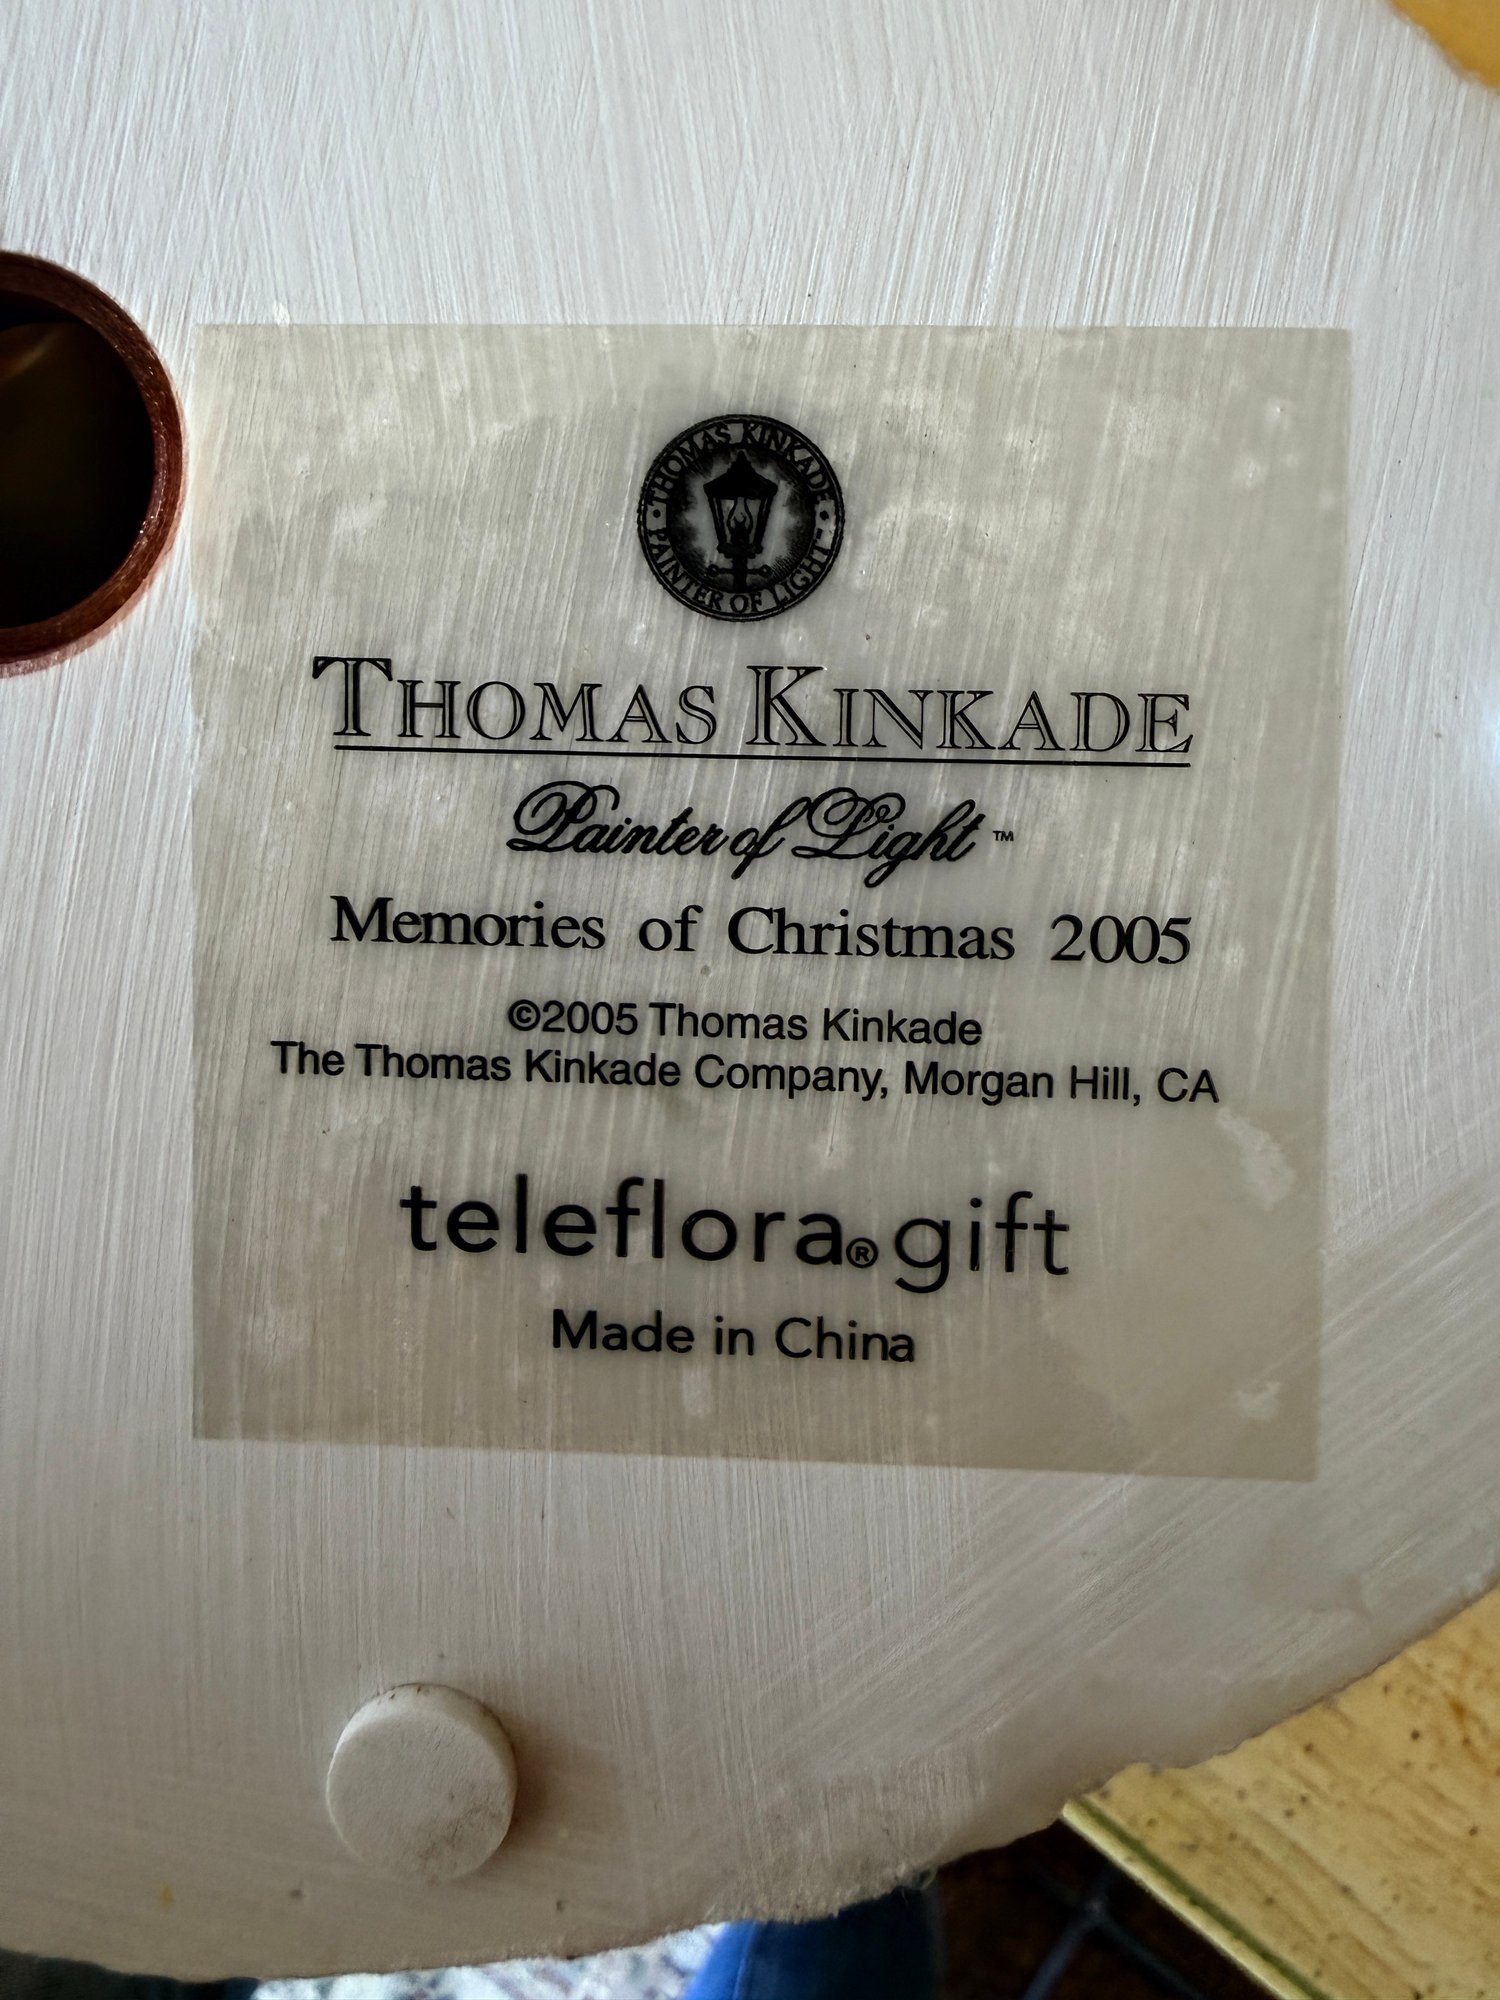 THOMAS KINKADE
PAINTER OF LIGHT™
THOMAS KINKADE
Painter of Light™
Memories of Christmas 2005
©2005 Thomas Kinkade
The Thomas Kinkade Company, Morgan Hill, CA
teleflora® gift
Made in China